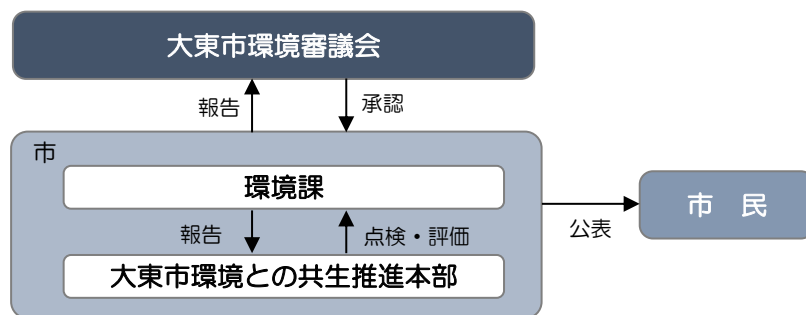 大東市環境審議会
報告
承認
市
環境課
報告
点検・評価
大東市環境との共生推進本部
公表
市　民